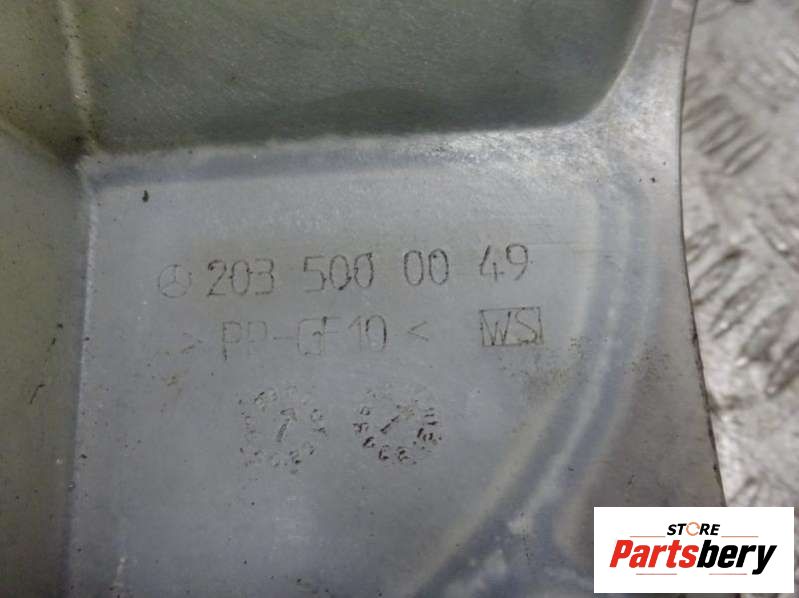 203 500 00 49
>PP-GF10<
WS
STORE
Partsbery